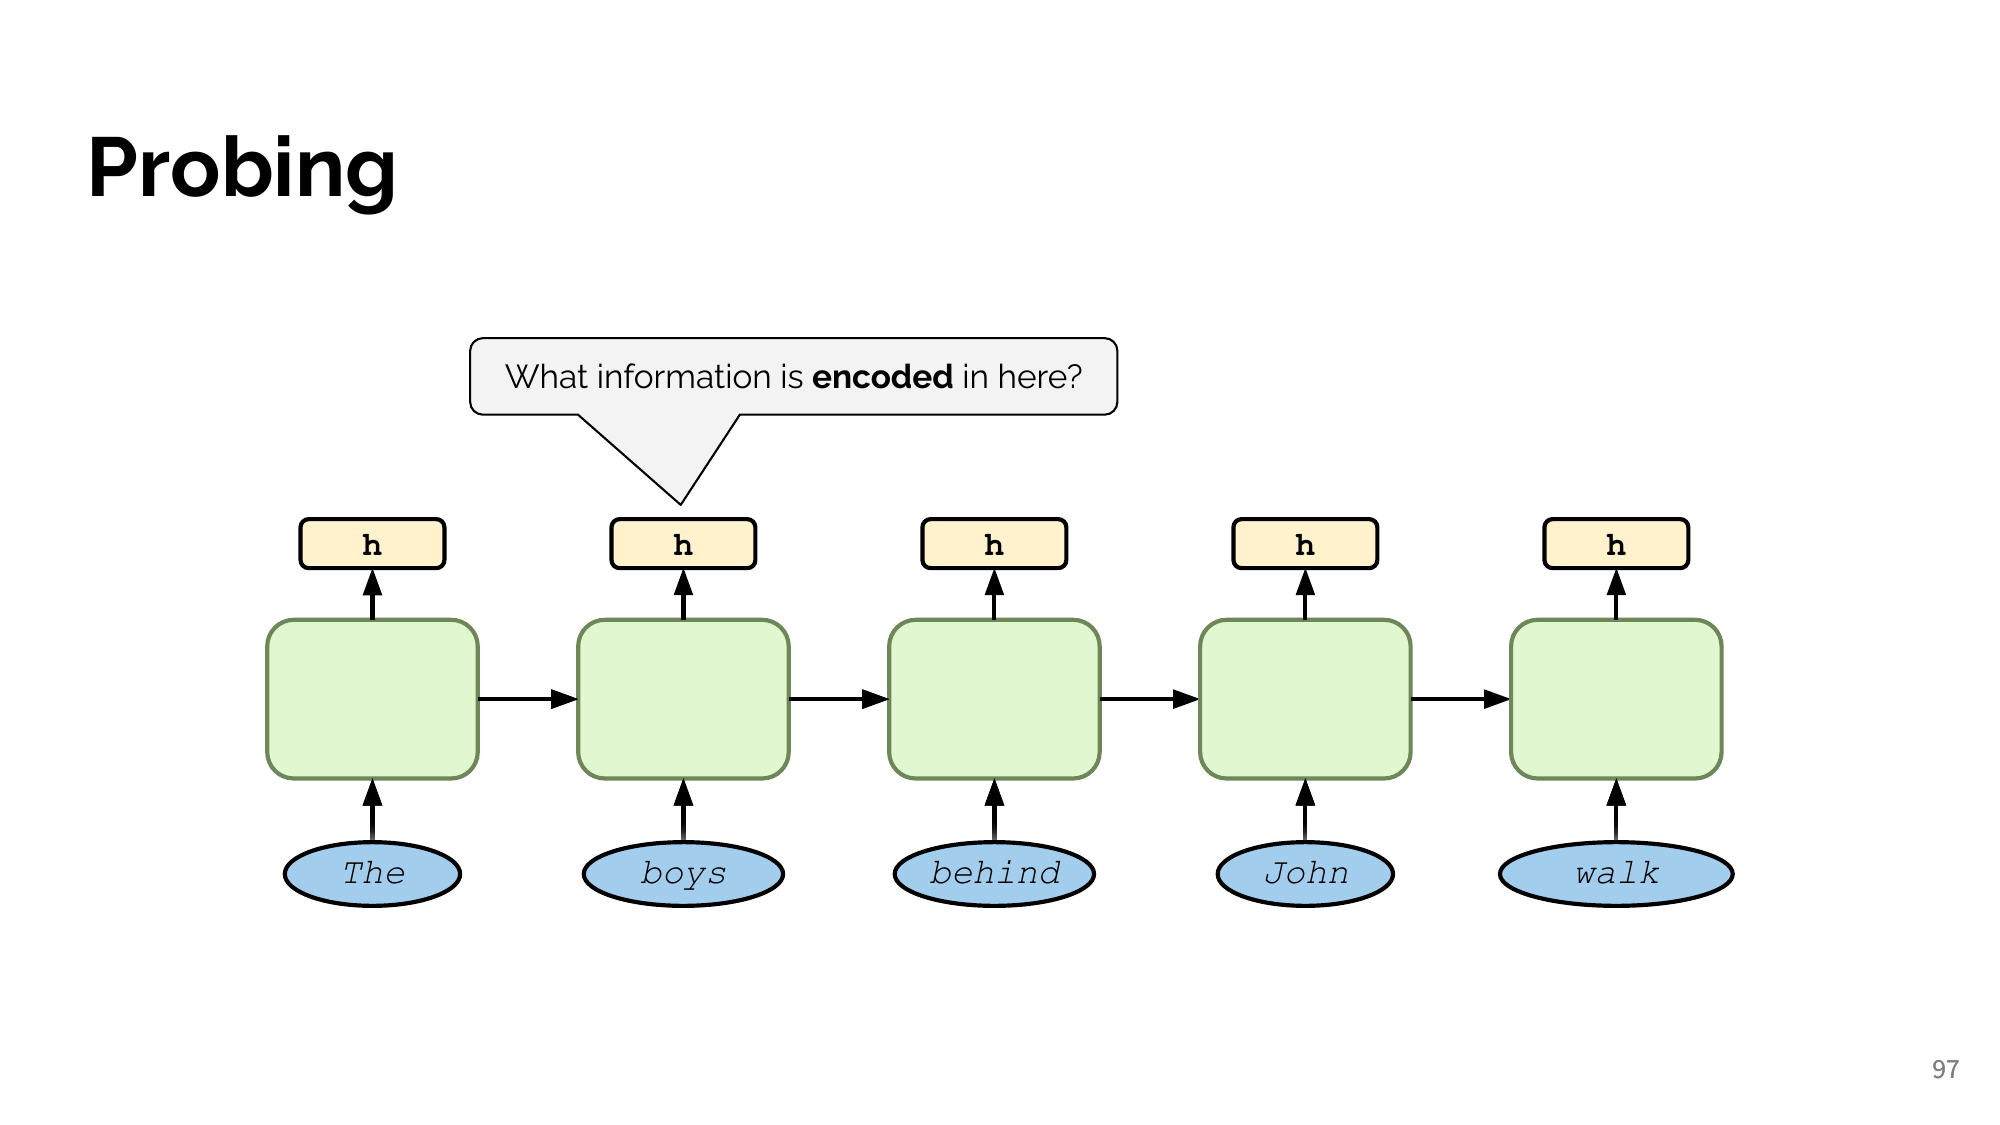 Probing
What information is encoded in here?
h h h h h
The boys behind John walk
97